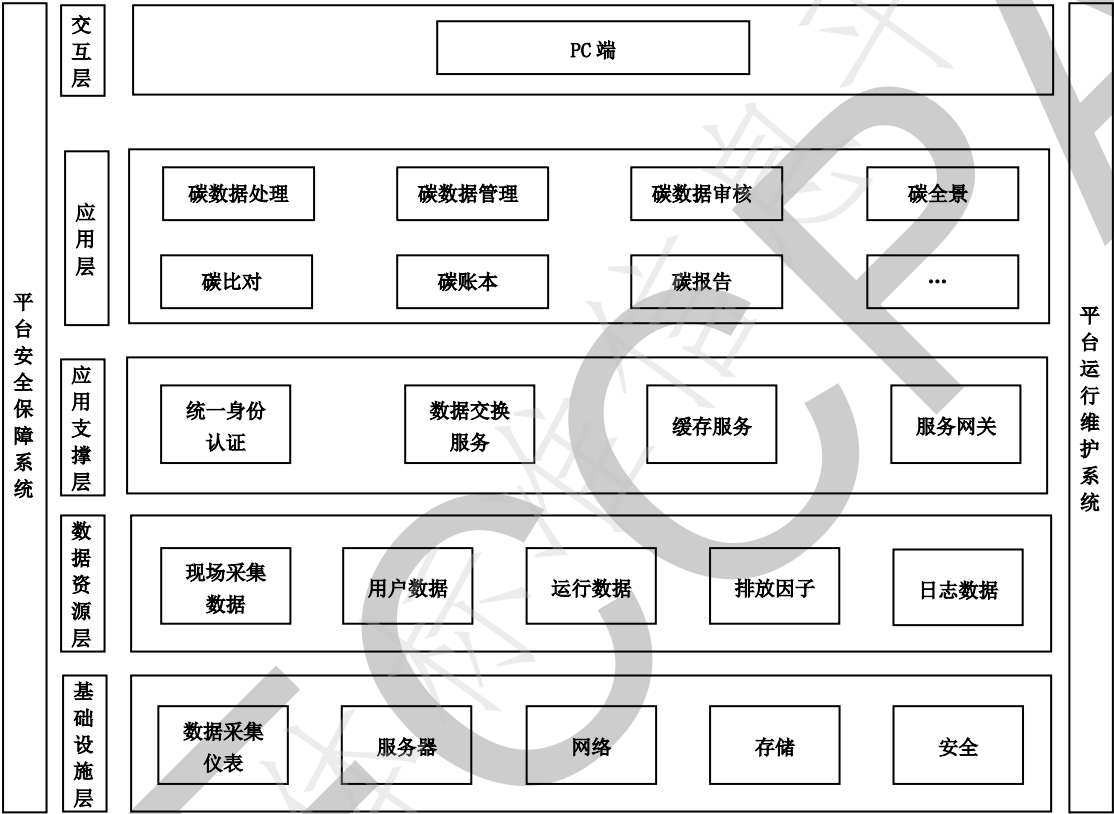 平台安全保障系统
交互层
PC 端
应用层
碳数据处理
碳数据管理
碳数据审核
碳全景
碳比对
碳账本
碳报告
…
应用支撑层
统一身份
认证
数据交换
服务
缓存服务
服务网关
数据资源层
现场采集
数据
用户数据
运行数据
排放因子
日志数据
基础设施层
数据采集
仪表
服务器
网络
存储
安全
平台运行维护系统